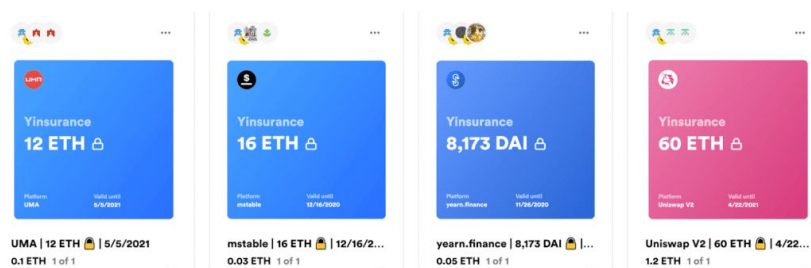 UMA
Yinsurance
12 ETH
Platform
UMA
Valid until
5/5/2021
UMA | 12 ETH 🔒 | 5/5/2021
0.1 ETH 1 of 1
$
Yinsurance
16 ETH
Platform
mstable
Valid until
12/16/2020
mstable | 16 ETH 🔒 | 12/16/2...
0.03 ETH 1 of 1
Yinsurance
8,173 DAI
Platform
yearn.finance
Valid until
11/26/2020
yearn.finance | 8,173 DAI 🔒 |...
0.05 ETH 1 of 1
Yinsurance
60 ETH
Platform
Uniswap V2
Valid until
4/22/2021
Uniswap V2 | 60 ETH 🔒 | 4/22...
1.2 ETH 1 of 1